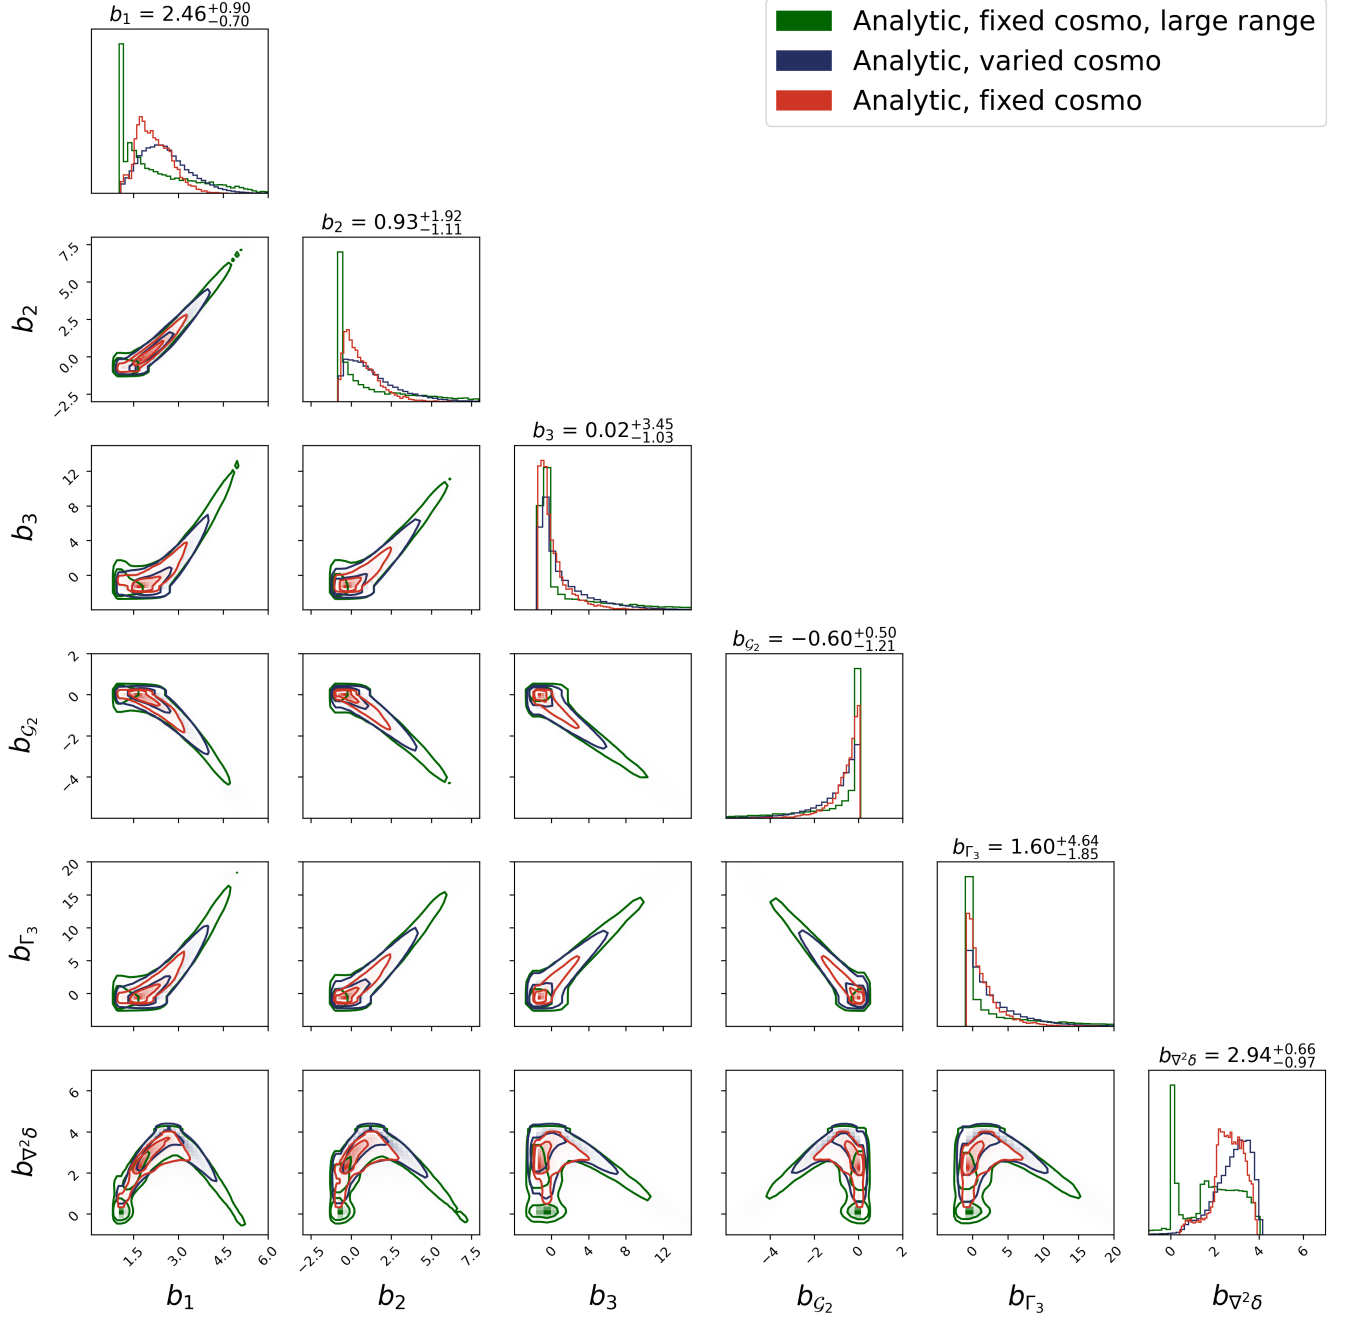 b₁ = 2.46^{+0.90}_{−0.70}
Analytic, fixed cosmo, large range
Analytic, varied cosmo
Analytic, fixed cosmo
b₂ = 0.93^{+1.92}_{−1.11}
7.5
5.0
2.5
0.0
−2.5
b₂
b₃ = 0.02^{+3.45}_{−1.03}
12
8
4
0
b₃
b_{𝒢₂} = −0.60^{+0.50}_{−1.21}
2
0
−2
−4
b_{𝒢₂}
b_{Γ₃} = 1.60^{+4.64}_{−1.85}
20
15
10
5
0
b_{Γ₃}
b_{∇²δ} = 2.94^{+0.66}_{−0.97}
6
4
2
0
b_{∇²δ}
1.5 3.0 4.5 6.0 −2.5 0.0 2.5 5.0 7.5 0 4 8 12 −4 −2 0 2 0 5 10 15 20 0 2 4 6
b₁ b₂ b₃ b_{𝒢₂} b_{Γ₃} b_{∇²δ}